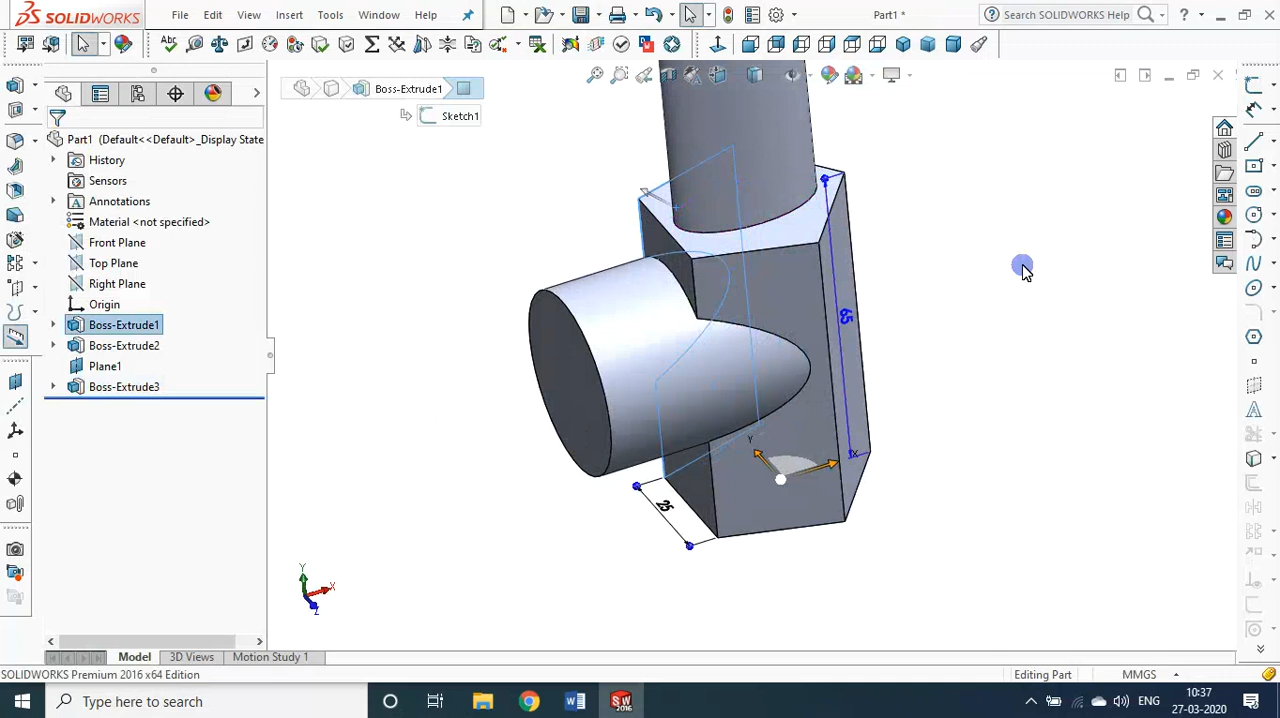 SOLIDWORKS File Edit View Insert Tools Window Help Part1 * Search SOLIDWORKS Help ?
Abc
Boss-Extrude1
Sketch1
Part1 (Default<<Default>_Display State
History
Sensors
Annotations
Material <not specified>
Front Plane
Top Plane
Right Plane
Origin
Boss-Extrude1
Boss-Extrude2
Plane1
Boss-Extrude3
65
Y
X
25
Y
X
Z
Model 3D Views Motion Study 1
SOLIDWORKS Premium 2016 x64 Edition Editing Part MMGS
Type here to search ENG 10:37
27-03-2020